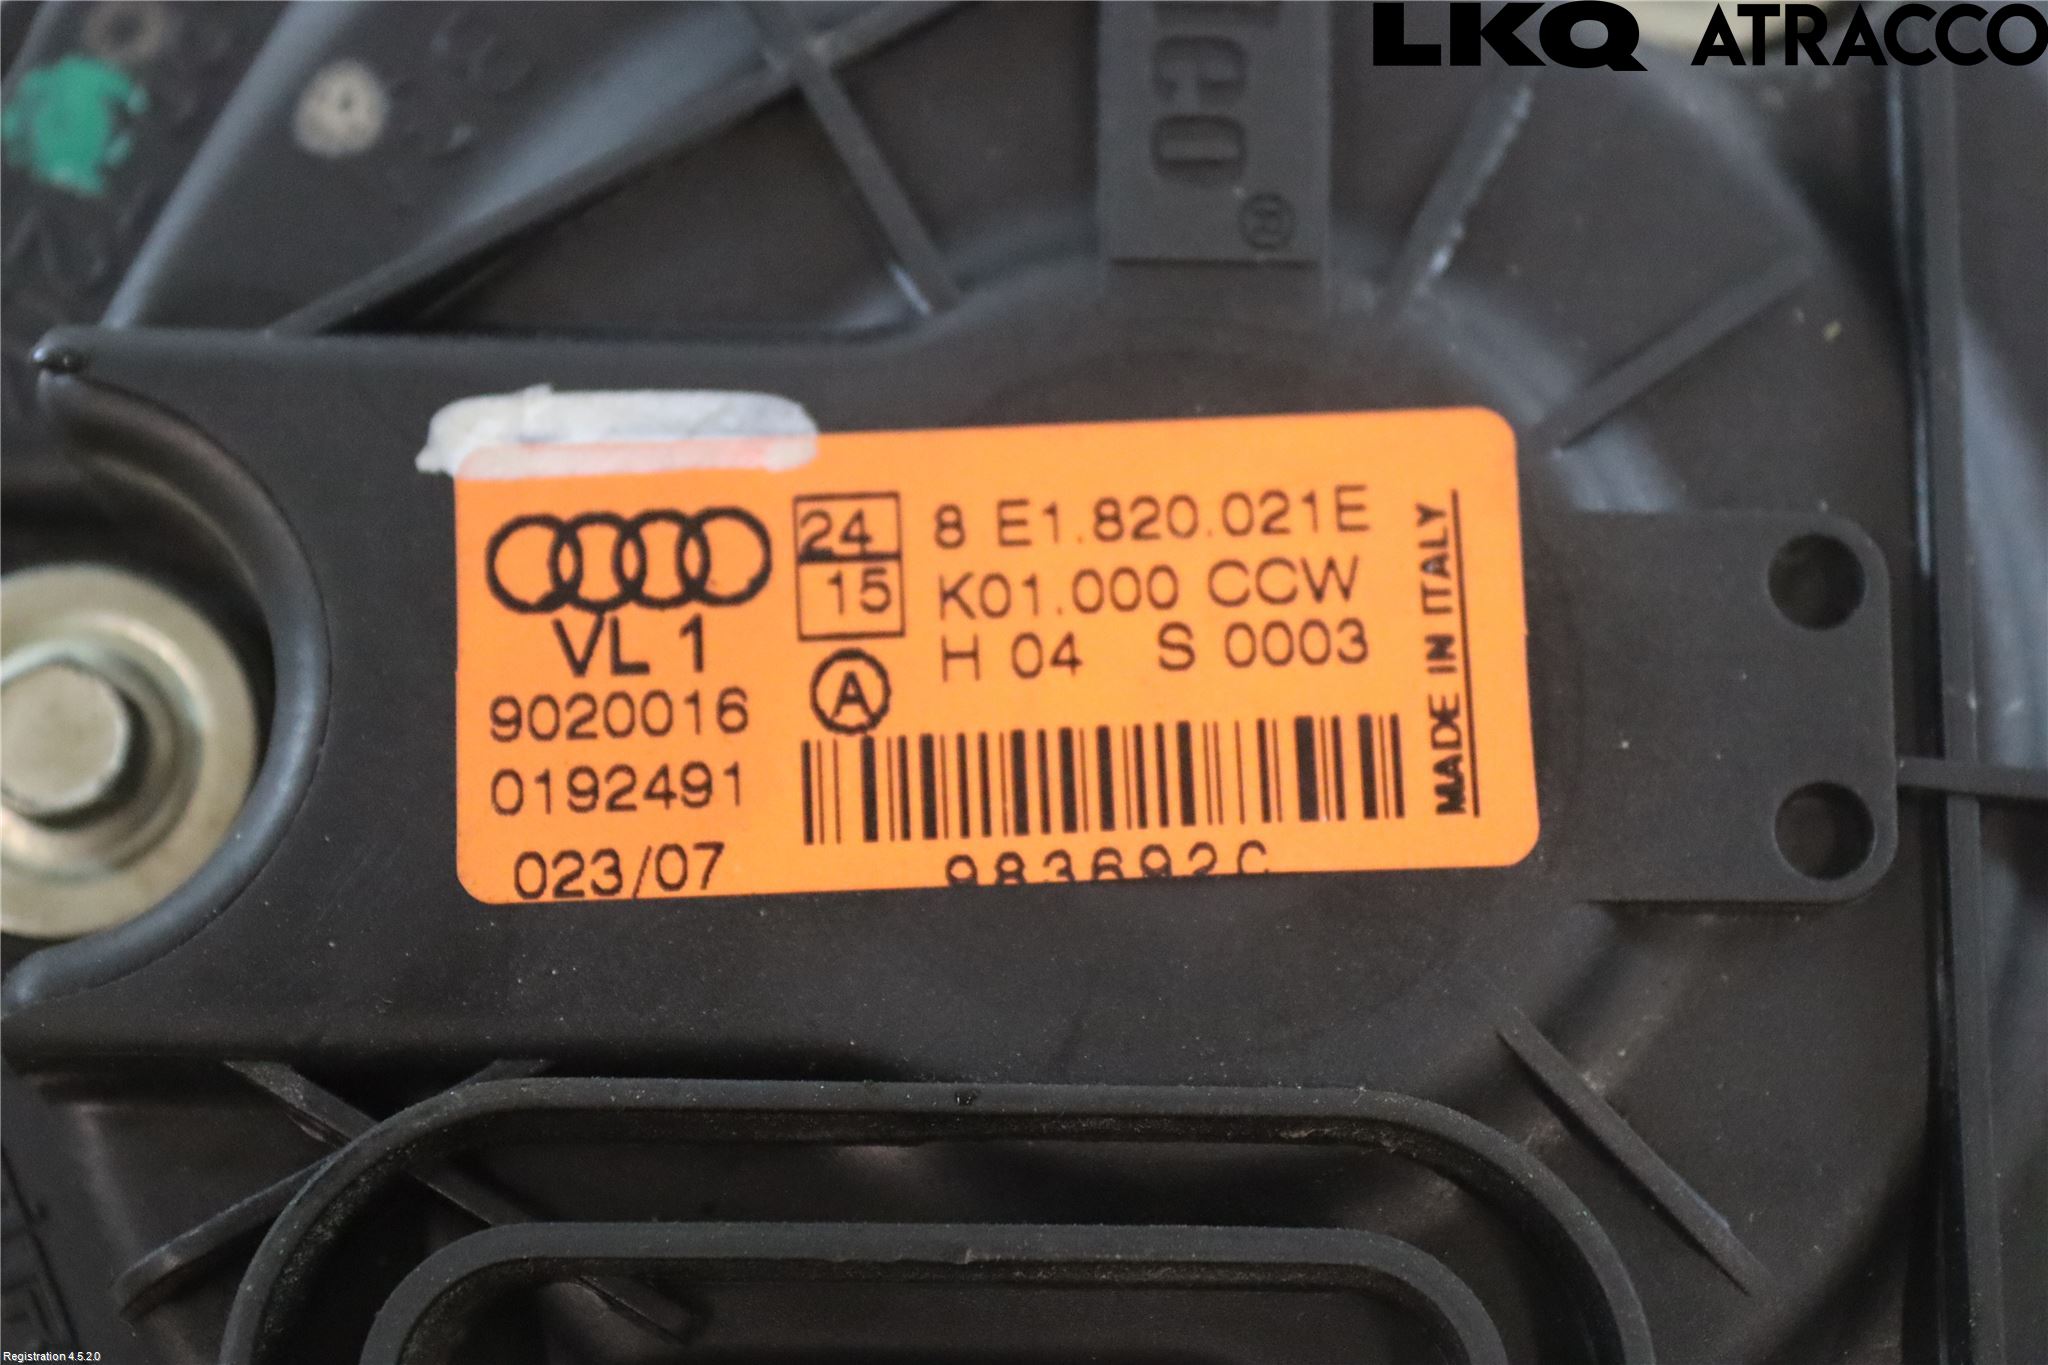 LKQ ATRACCO
®
VL 1
9020016
0192491
023/07
24
15
A
8 E1.820.021E
K01.000 CCW
H 04 S 0003
983692C
MADE IN ITALY
Registration 4.5.2.0